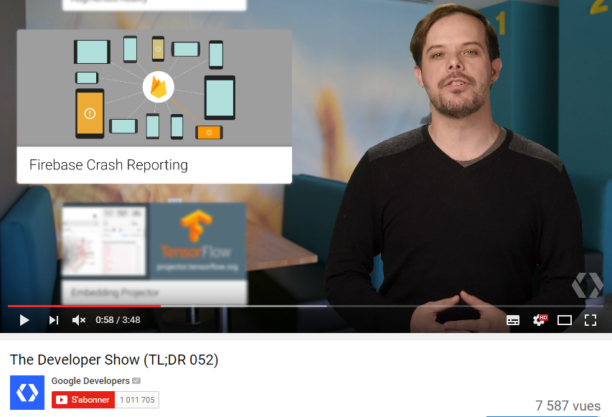 Firebase Crash Reporting
TensorFlow
projector.tensorflow.org
Embedding Projector
0:58 / 3:48
HD
The Developer Show (TL;DR 052)
Google Developers
S'abonner
1 011 705
7 587 vues